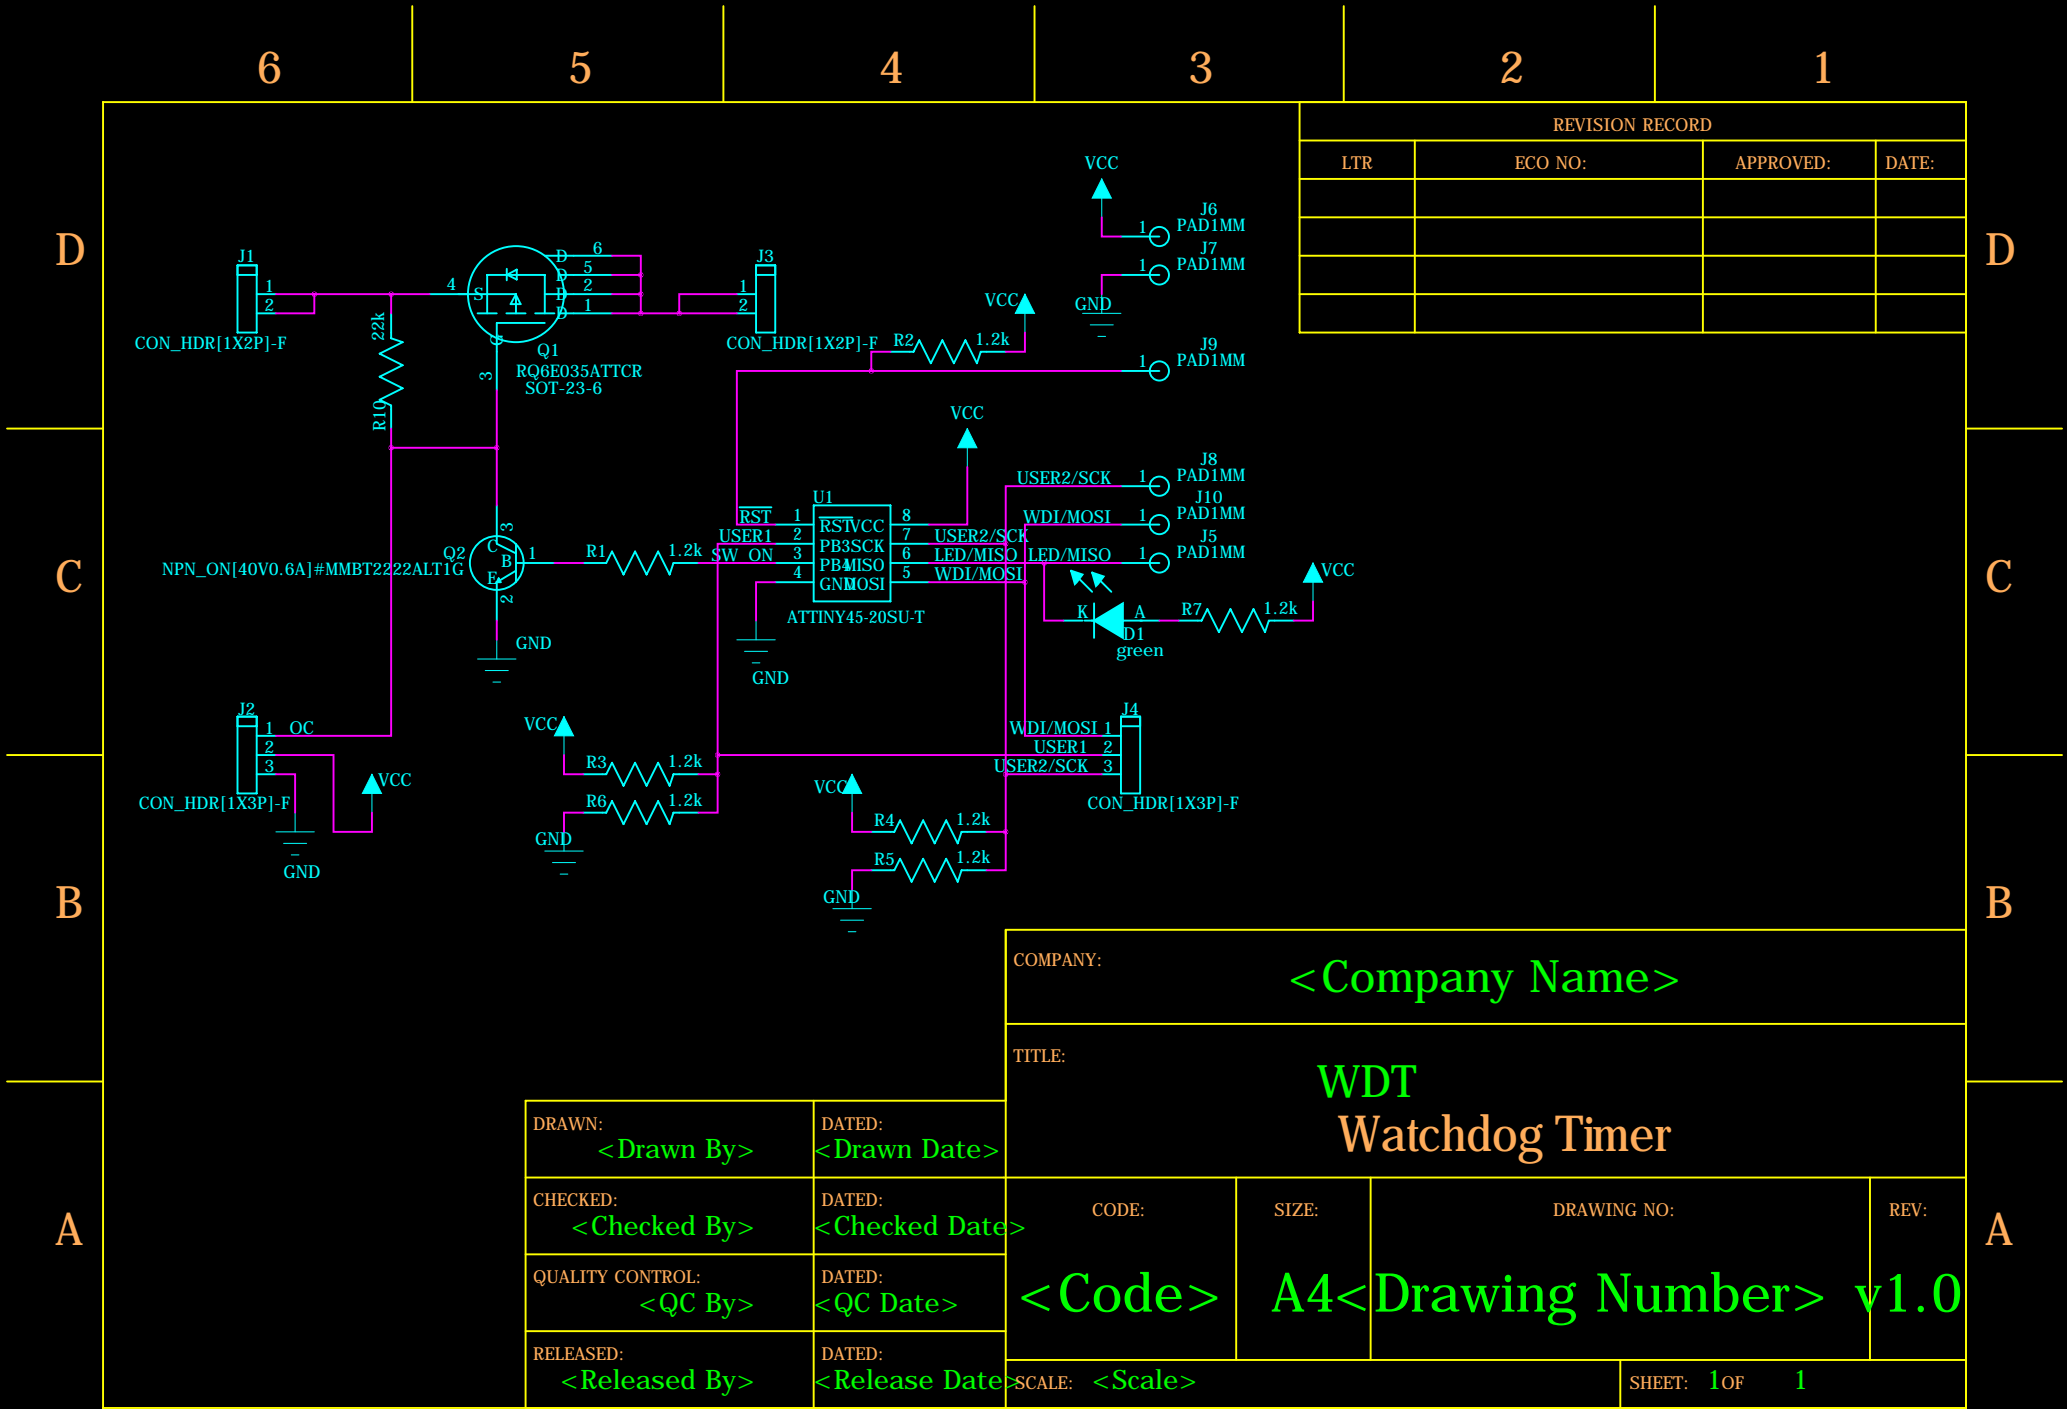 6 5 4 3 2 1
REVISION RECORD
LTR ECO NO: APPROVED: DATE:
D D
VCC
J6
1 PAD1MM
J7
1 PAD1MM
GND
J1
1
2
CON_HDR[1X2P]-F
22k
R10
4 S
D 6
D 5
D 2
D 1
G
3
Q1
RQ6E035ATTCR
SOT-23-6
J3
1
2
CON_HDR[1X2P]-F
VCC
R2 1.2k
J9
1 PAD1MM
VCC
J8
USER2/SCK 1 PAD1MM
J10
WDI/MOSI 1 PAD1MM
J5
LED/MISO 1 PAD1MM
C C
U1
RST 1 RST VCC 8
USER1 2 PB3 SCK 7 USER2/SCK
SW_ON 3 PB4 MISO 6 LED/MISO
4 GND MOSI 5 WDI/MOSI
ATTINY45-20SU-T
GND
Q2
NPN_ON[40V0.6A]#MMBT2222ALT1G
3
C
B 1
E
2
R1 1.2k
GND
K A
D1
green
R7 1.2k
VCC
J2
1 OC
2
3
CON_HDR[1X3P]-F
VCC
GND
VCC
R3 1.2k
R6 1.2k
GND
J4
WDI/MOSI 1
USER1 2
USER2/SCK 3
CON_HDR[1X3P]-F
VCC
R4 1.2k
R5 1.2k
GND
B B
COMPANY:
<Company Name>
TITLE:
WDT
Watchdog Timer
DRAWN: DATED:
<Drawn By> <Drawn Date>
CHECKED: DATED:
<Checked By> <Checked Date>
QUALITY CONTROL: DATED:
<QC By> <QC Date>
RELEASED: DATED:
<Released By> <Release Date>
A A
CODE: SIZE: DRAWING NO: REV:
<Code> A4 <Drawing Number> v1.0
SCALE: <Scale> SHEET: 1 OF 1